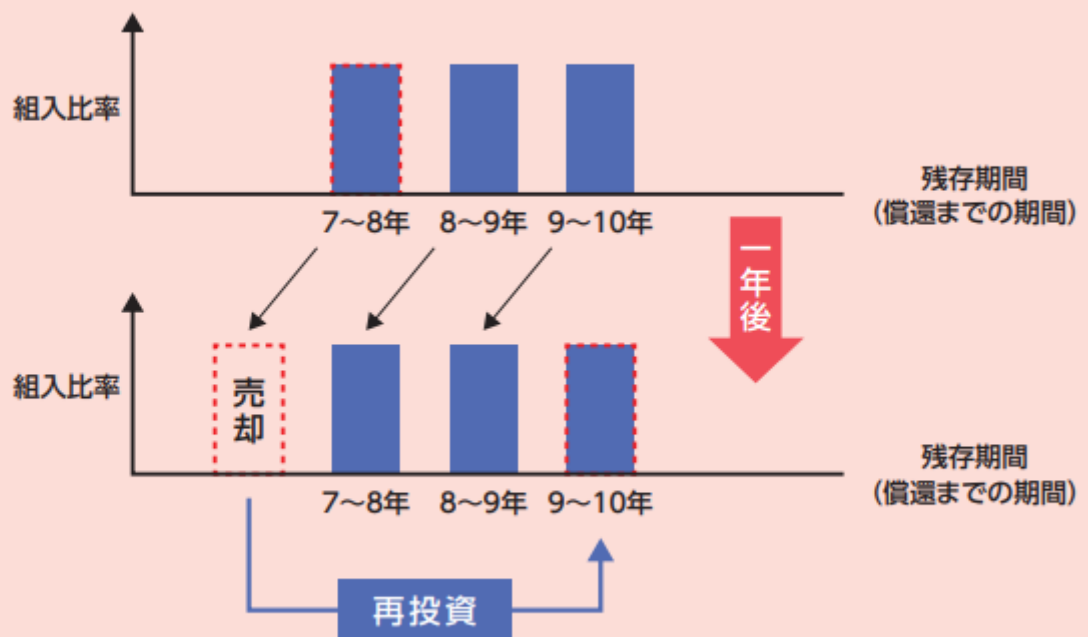 組入比率
7〜8年
8〜9年
9〜10年
残存期間
(償還までの期間)
一年後
組入比率
売却
7〜8年
8〜9年
9〜10年
残存期間
(償還までの期間)
再投資